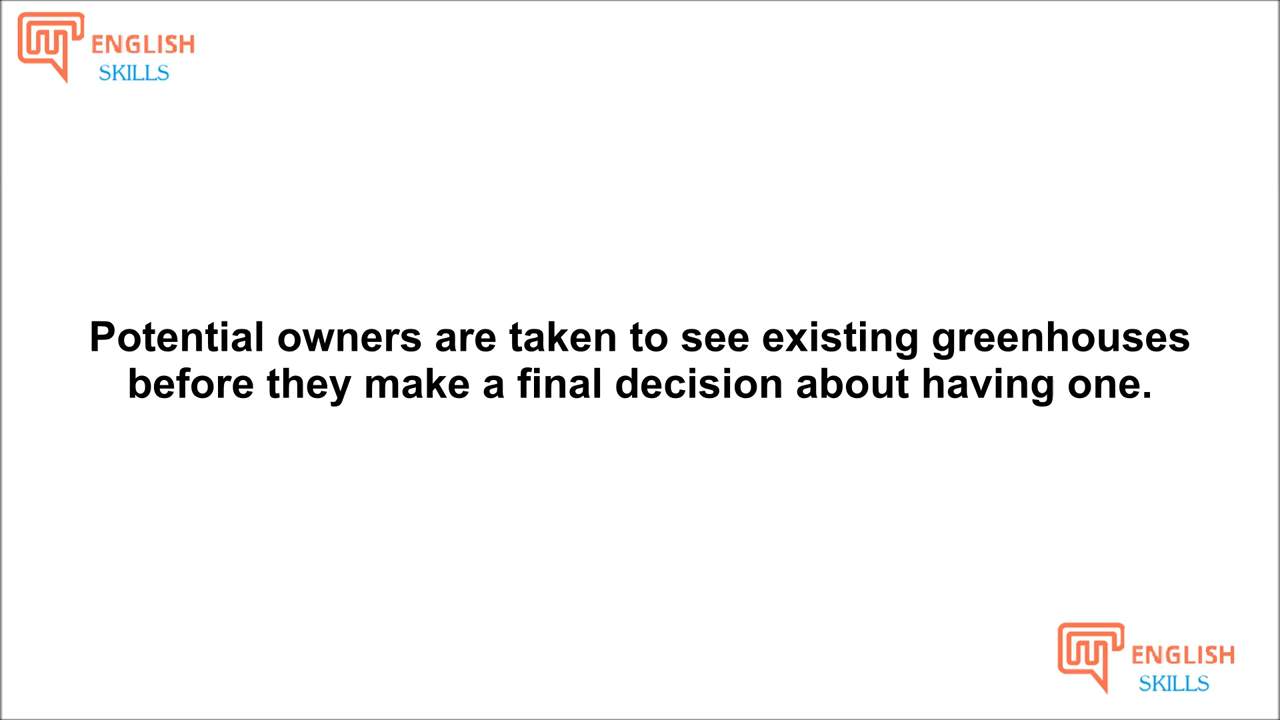 ENGLISH
SKILLS
Potential owners are taken to see existing greenhouses
before they make a final decision about having one.
ENGLISH
SKILLS